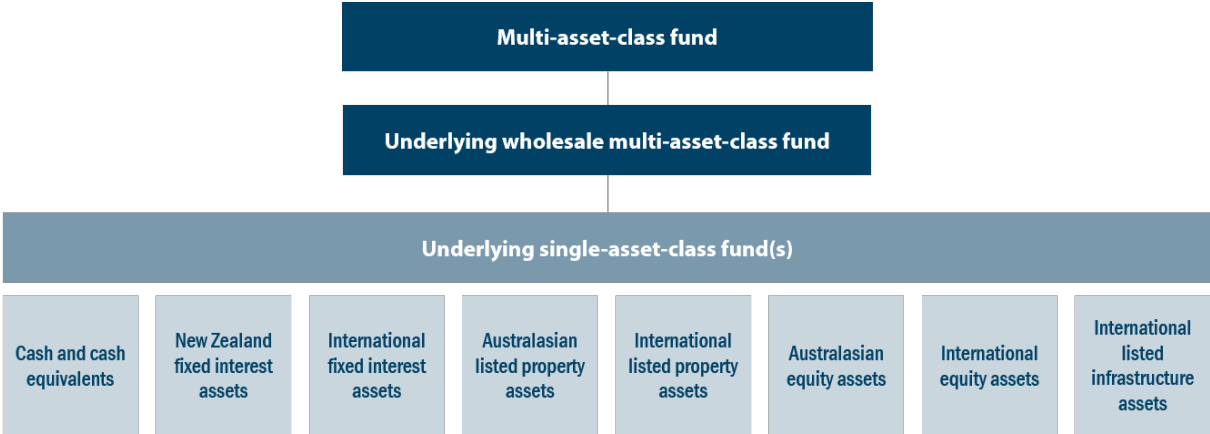 Multi-asset-class fund
Underlying wholesale multi-asset-class fund
Underlying single-asset-class fund(s)
Cash and cash
equivalents
New Zealand
fixed interest
assets
International
fixed interest
assets
Australasian
listed property
assets
International
listed property
assets
Australasian
equity assets
International
equity assets
International
listed
infrastructure
assets